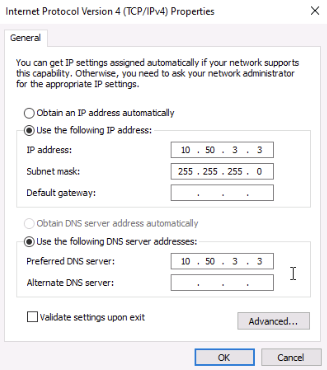 Internet Protocol Version 4 (TCP/IPv4) Properties
General
You can get IP settings assigned automatically if your network supports
this capability. Otherwise, you need to ask your network administrator
for the appropriate IP settings.
Obtain an IP address automatically
Use the following IP address:
IP address: 10 . 50 . 3 . 3
Subnet mask: 255 . 255 . 255 . 0
Default gateway: . . .
Obtain DNS server address automatically
Use the following DNS server addresses:
Preferred DNS server: 10 . 50 . 3 . 3
Alternate DNS server: . . .
Validate settings upon exit
Advanced...
OK Cancel